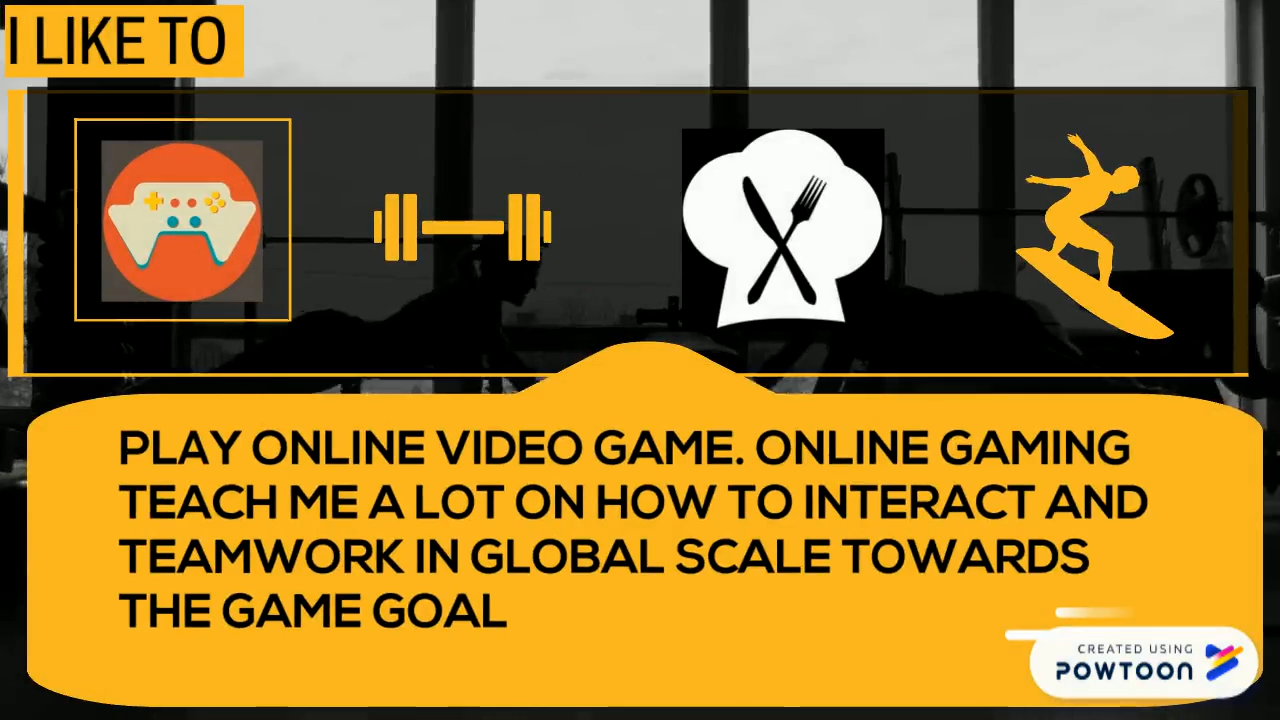 I LIKE TO
PLAY ONLINE VIDEO GAME. ONLINE GAMING
TEACH ME A LOT ON HOW TO INTERACT AND
TEAMWORK IN GLOBAL SCALE TOWARDS
THE GAME GOAL
CREATED USING
POWTOON